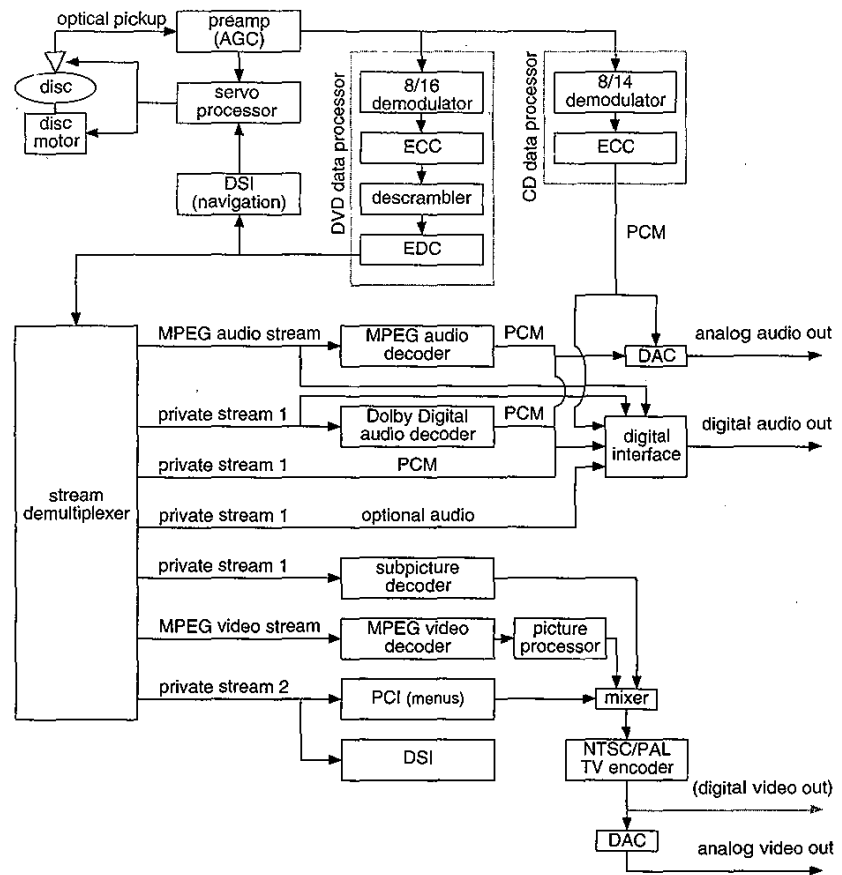 optical pickup
preamp
(AGC)
disc
disc
motor
servo
processor
DSI
(navigation)
DVD data processor
8/16
demodulator
ECC
descrambler
EDC
CD data processor
8/14
demodulator
ECC
PCM
stream
demultiplexer
MPEG audio stream
MPEG audio
decoder
PCM
DAC
analog audio out
private stream 1
Dolby Digital
audio decoder
PCM
digital
interface
digital audio out
private stream 1
PCM
private stream 1
optional audio
private stream 1
subpicture
decoder
MPEG video stream
MPEG video
decoder
picture
processor
private stream 2
PCI (menus)
mixer
DSI
NTSC/PAL
TV encoder
(digital video out)
DAC
analog video out